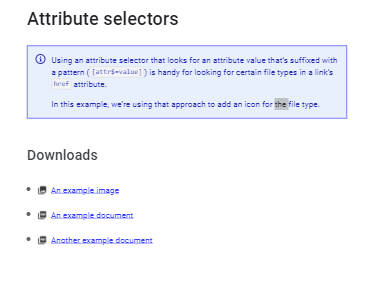 Attribute selectors
Using an attribute selector that looks for an attribute value that's suffixed with
a pattern ( [attr$=value] ) is handy for looking for certain file types in a link's
href attribute.
In this example, we're using that approach to add an icon for the file type.
Downloads
An example image
An example document
Another example document